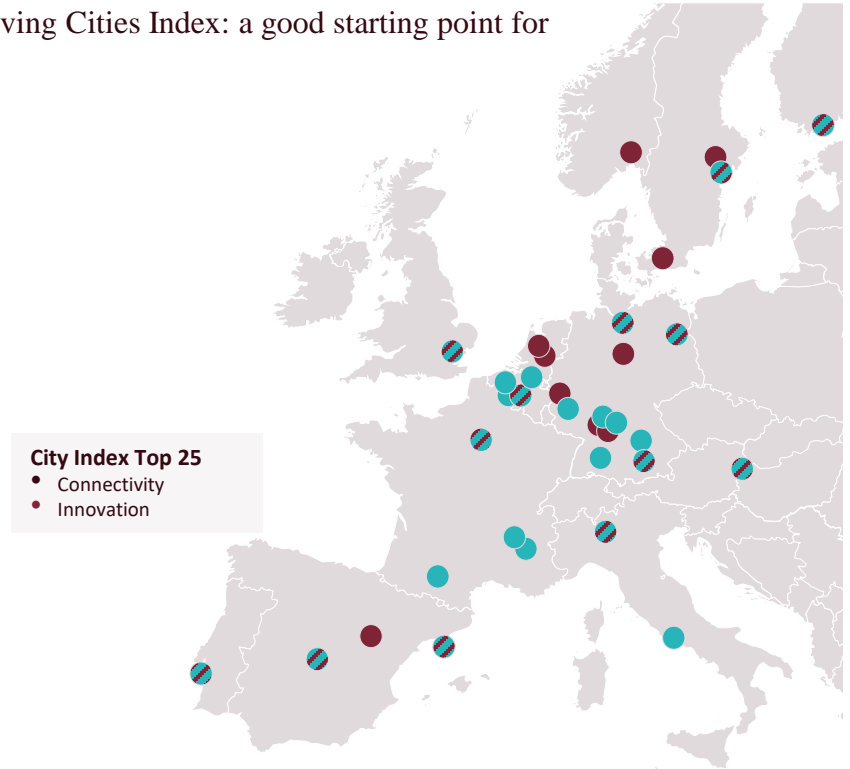 ving Cities Index: a good starting point for
City Index Top 25
• Connectivity
• Innovation